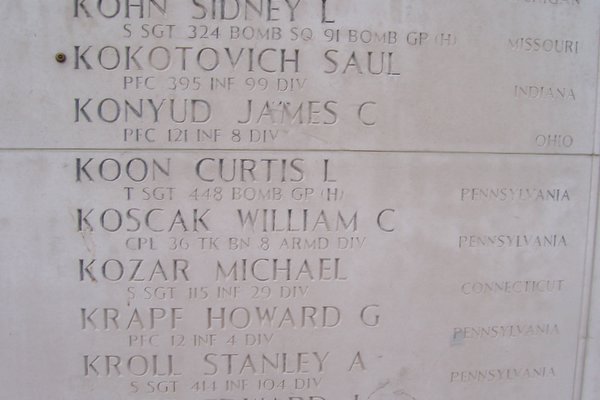 KOHN SIDNEY L
S SGT 324 BOMB SQ 91 BOMB GP (H) MISSOURI
KOKOTOVICH SAUL
PFC 395 INF 99 DIV INDIANA
KONYUD JAMES C
PFC 121 INF 8 DIV OHIO
KOON CURTIS L
T SGT 448 BOMB GP (H) PENNSYLVANIA
KOSCAK WILLIAM C
CPL 36 TK BN 8 ARMD DIV PENNSYLVANIA
KOZAR MICHAEL
S SGT 115 INF 29 DIV CONNECTICUT
KRAPF HOWARD G
PFC 12 INF 4 DIV PENNSYLVANIA
KROLL STANLEY A
S SGT 414 INF 104 DIV PENNSYLVANIA